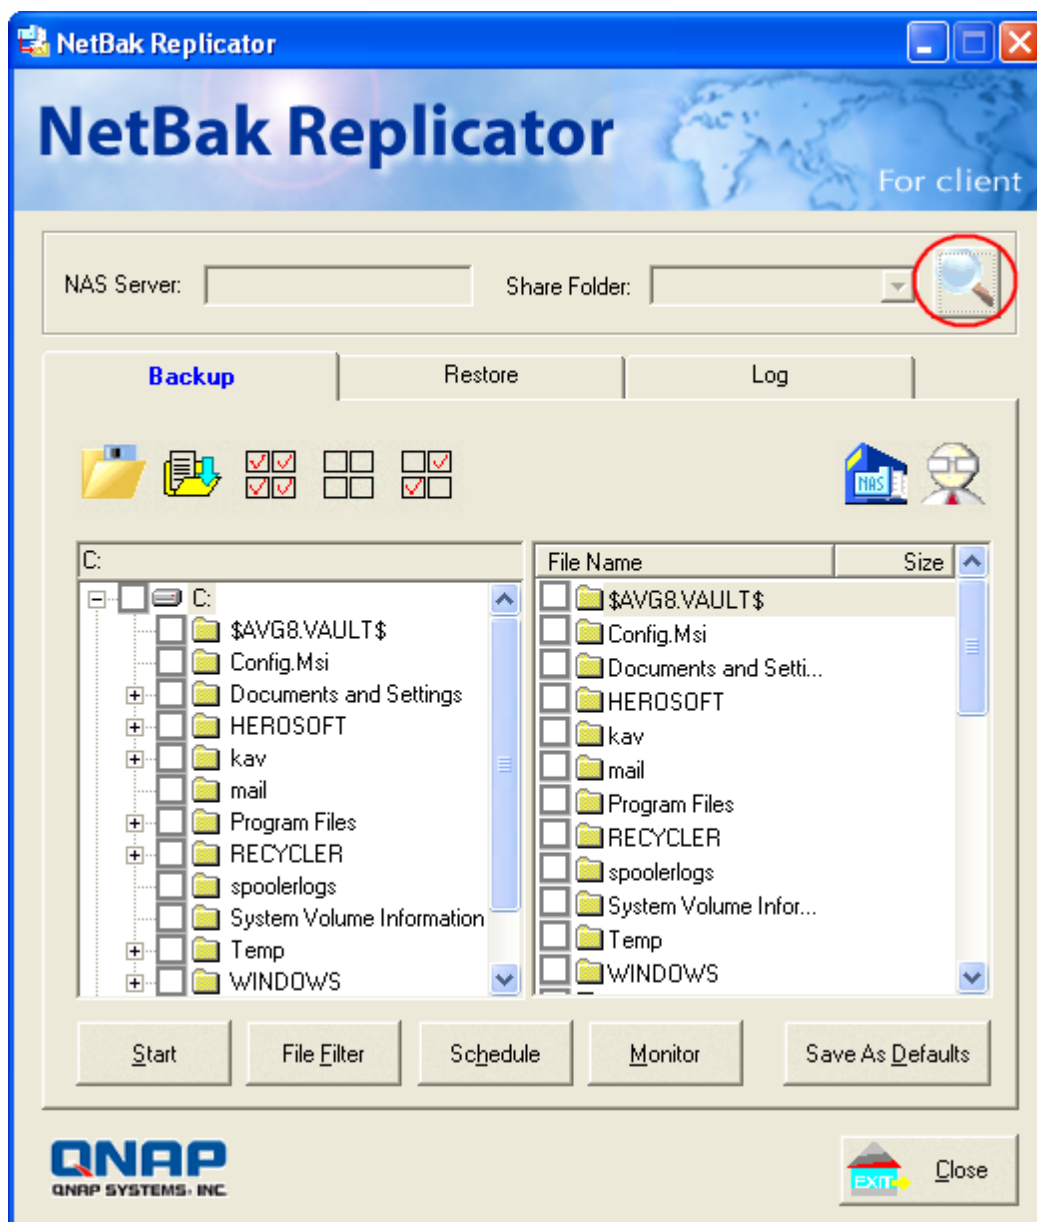 NetBak Replicator
NetBak Replicator
For client
NAS Server:
Share Folder:
Backup
Restore
Log
NAS
C:
C:
$AVG8.VAULT$
Config.Msi
Documents and Settings
HEROSOFT
kav
mail
Program Files
RECYCLER
spoolerlogs
System Volume Information
Temp
WINDOWS
File Name
Size
$AVG8.VAULT$
Config.Msi
Documents and Setti...
HEROSOFT
kav
mail
Program Files
RECYCLER
spoolerlogs
System Volume Infor...
Temp
WINDOWS
Start
File Filter
Schedule
Monitor
Save As Defaults
QNAP
QNAP SYSTEMS, INC.
EXIT
Close